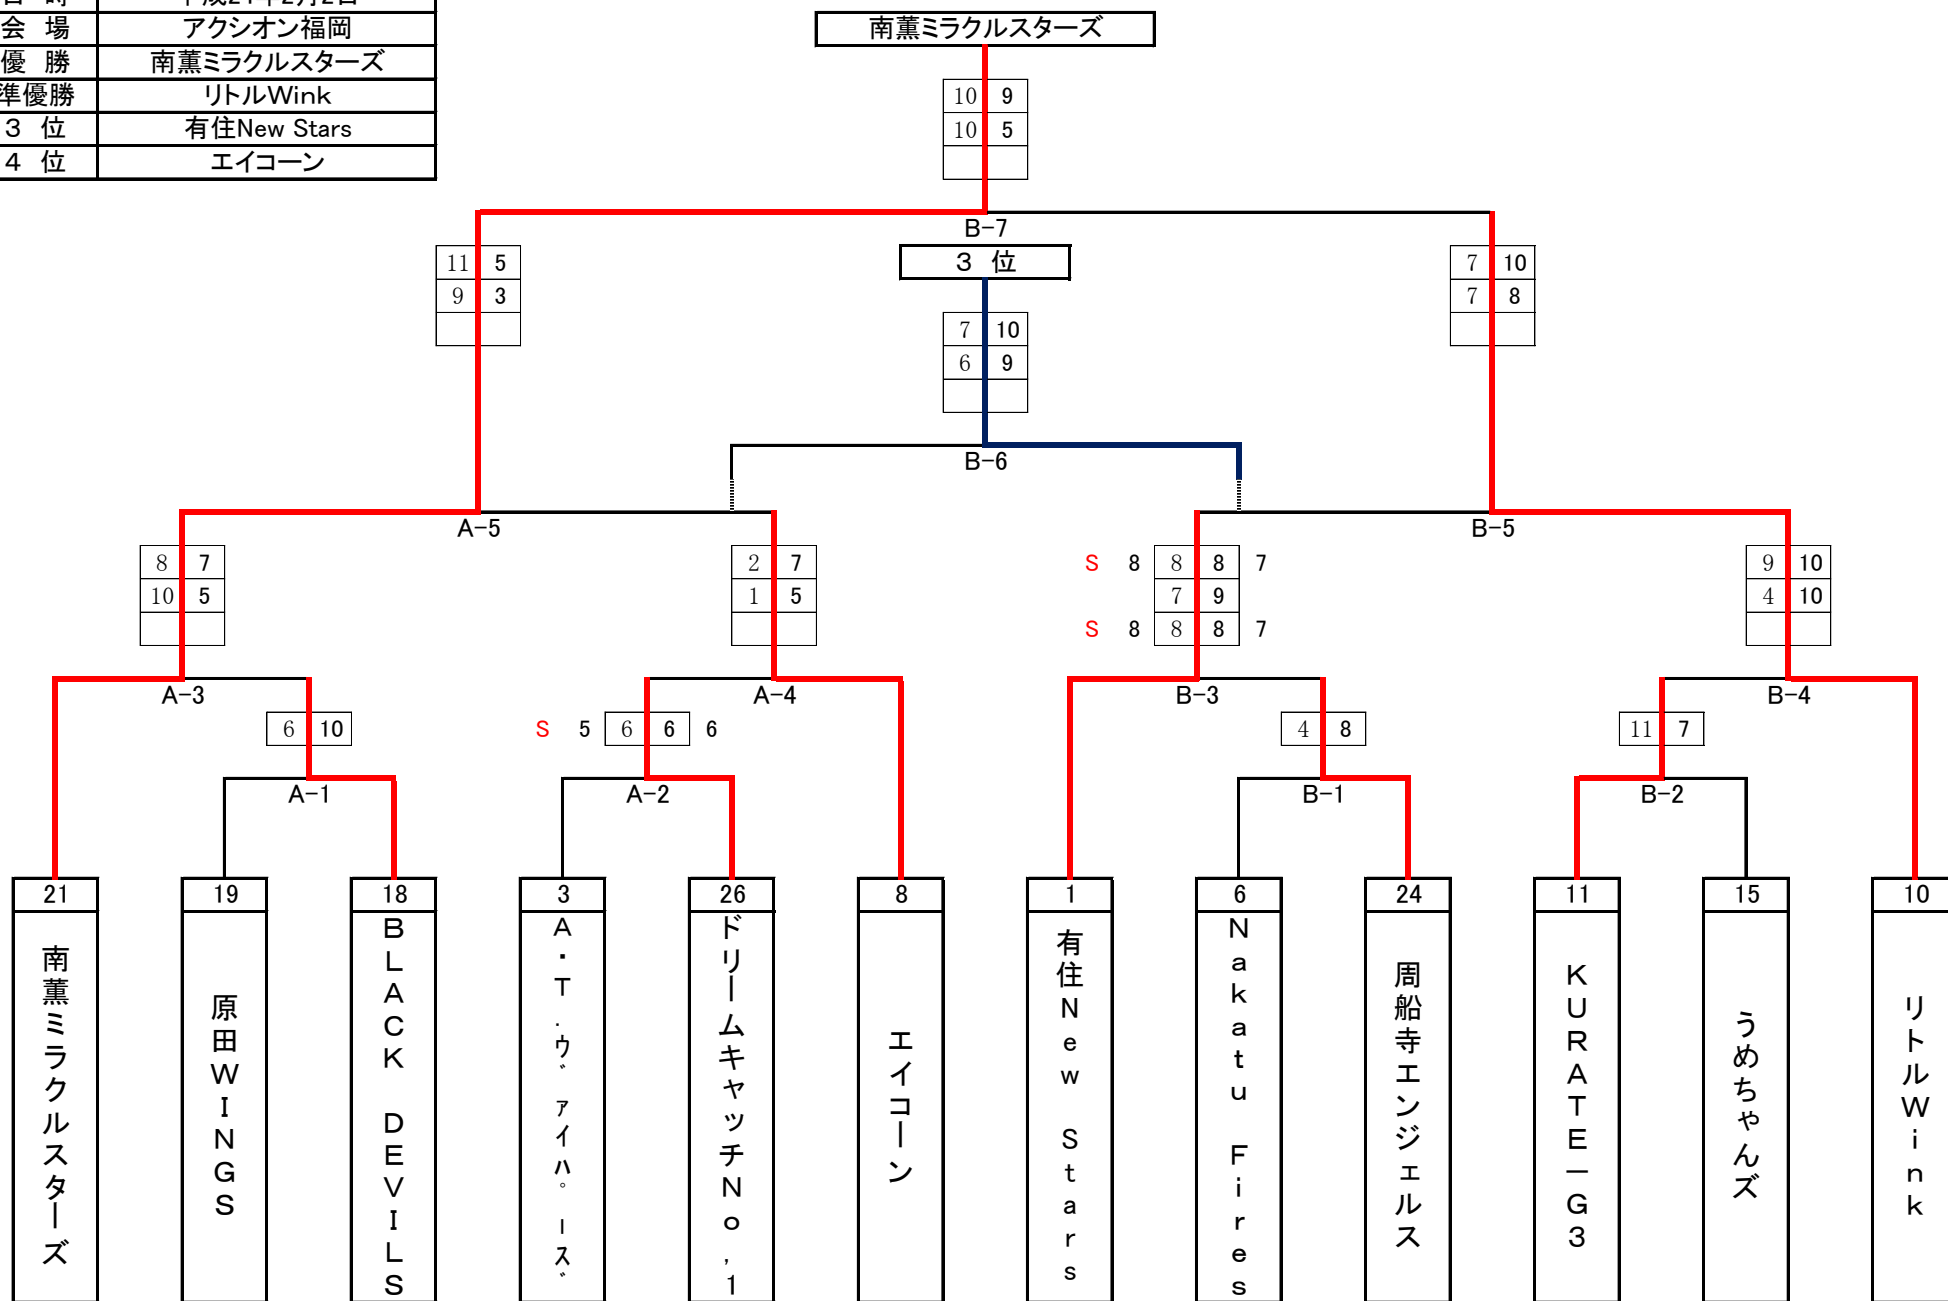 会 場 アクシオン福岡
優 勝 南薫ミラクルスターズ
準優勝 リトルWink
３ 位 有住New Stars
４ 位 エイコーン
南薫ミラクルスターズ
10 9
10 5
B-7
11 5
9 3
３ 位
7 10
7 8
7 10
6 9
B-6
A-5
B-5
8 7
10 5
2 7
1 5
S 8 8 8 7
7 9
S 8 8 8 7
9 10
4 10
A-3
A-4
B-3
B-4
6 10
S 5 6 6 6
4 8
11 7
A-1
A-2
B-1
B-2
21 19 18 3 26 8 1 6 24 11 15 10
南薫ミラクルスターズ
原田WINGS
BLACK DEVILS
A・T．ヴアイパーズ
ドリームキャッチNo,1
エイコーン
有住New Stars
Nakatu Fires
周船寺エンジェルス
KURATE－G3
うめちゃんズ
リトルWink